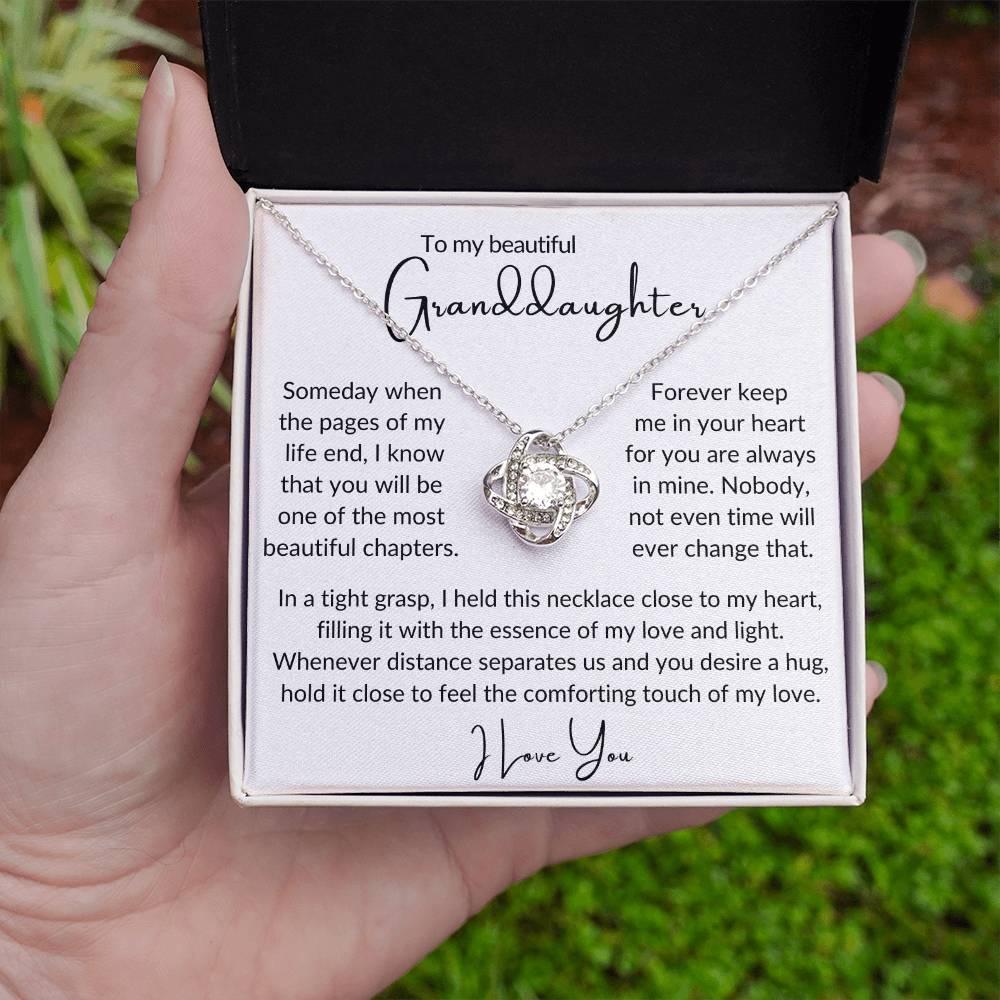 To my beautiful
Granddaughter
Someday when
the pages of my
life end, I know
that you will be
one of the most
beautiful chapters.
Forever keep
me in your heart
for you are always
in mine. Nobody,
not even time will
ever change that.
In a tight grasp, I held this necklace close to my heart,
filling it with the essence of my love and light.
Whenever distance separates us and you desire a hug,
hold it close to feel the comforting touch of my love.
I Love You